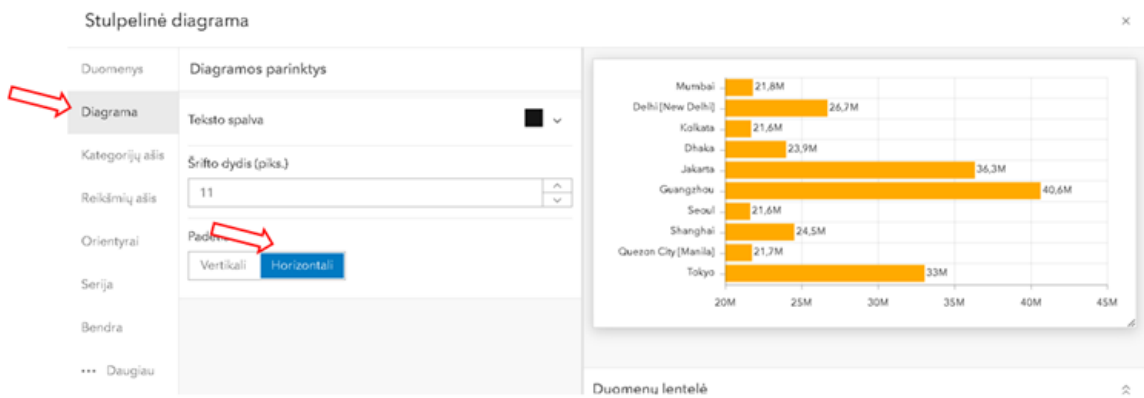 Stulpelinė diagrama
Duomenys
Diagrama
Kategorijų ašis
Reikšmių ašis
Orientyrai
Serija
Bendra
Daugiau
Diagramos parinktys
Teksto spalva
Šrifto dydis (piks.)
11
Vertikali
Horizontali
Mumbai 21,8M
Delhi [New Delhi] 26,7M
Kolkata 21,6M
Dhaka 23,9M
Jakarta 36,3M
Guangzhou 40,6M
Seoul 21,6M
Shanghai 24,5M
Quezon City [Manila] 21,7M
Tokyo 33M
20M 25M 30M 35M 40M 45M
Duomenų lentelė